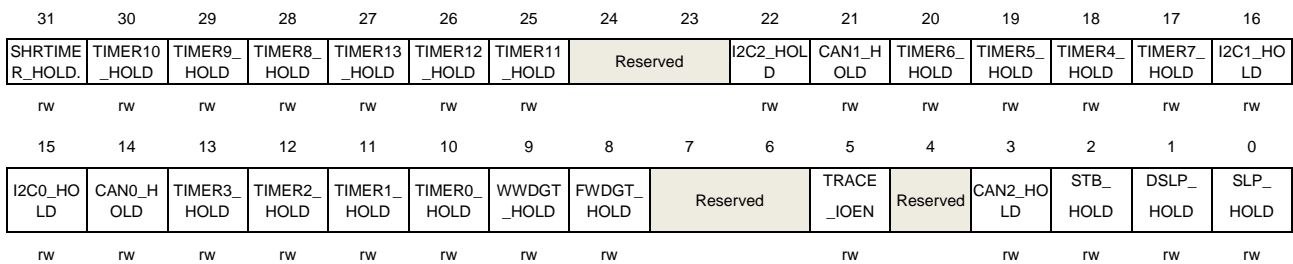 31 30 29 28 27 26 25 24 23 22 21 20 19 18 17 16
SHRTIME TIMER10 TIMER9_ TIMER8_ TIMER13 TIMER12 TIMER11 Reserved I2C2_HOL CAN1_H TIMER6_ TIMER5_ TIMER4_ TIMER7_ I2C1_HO
R_HOLD. _HOLD HOLD HOLD _HOLD _HOLD _HOLD D OLD HOLD HOLD HOLD HOLD LD
rw rw rw rw rw rw rw rw rw rw rw rw rw rw
15 14 13 12 11 10 9 8 7 6 5 4 3 2 1 0
I2C0_HO CAN0_H TIMER3_ TIMER2_ TIMER1_ TIMER0_ WWDGT FWDGT_ Reserved TRACE Reserved CAN2_HO STB_ DSLP_ SLP_
LD OLD HOLD HOLD HOLD HOLD _HOLD HOLD _IOEN LD HOLD HOLD HOLD
rw rw rw rw rw rw rw rw rw rw rw rw rw